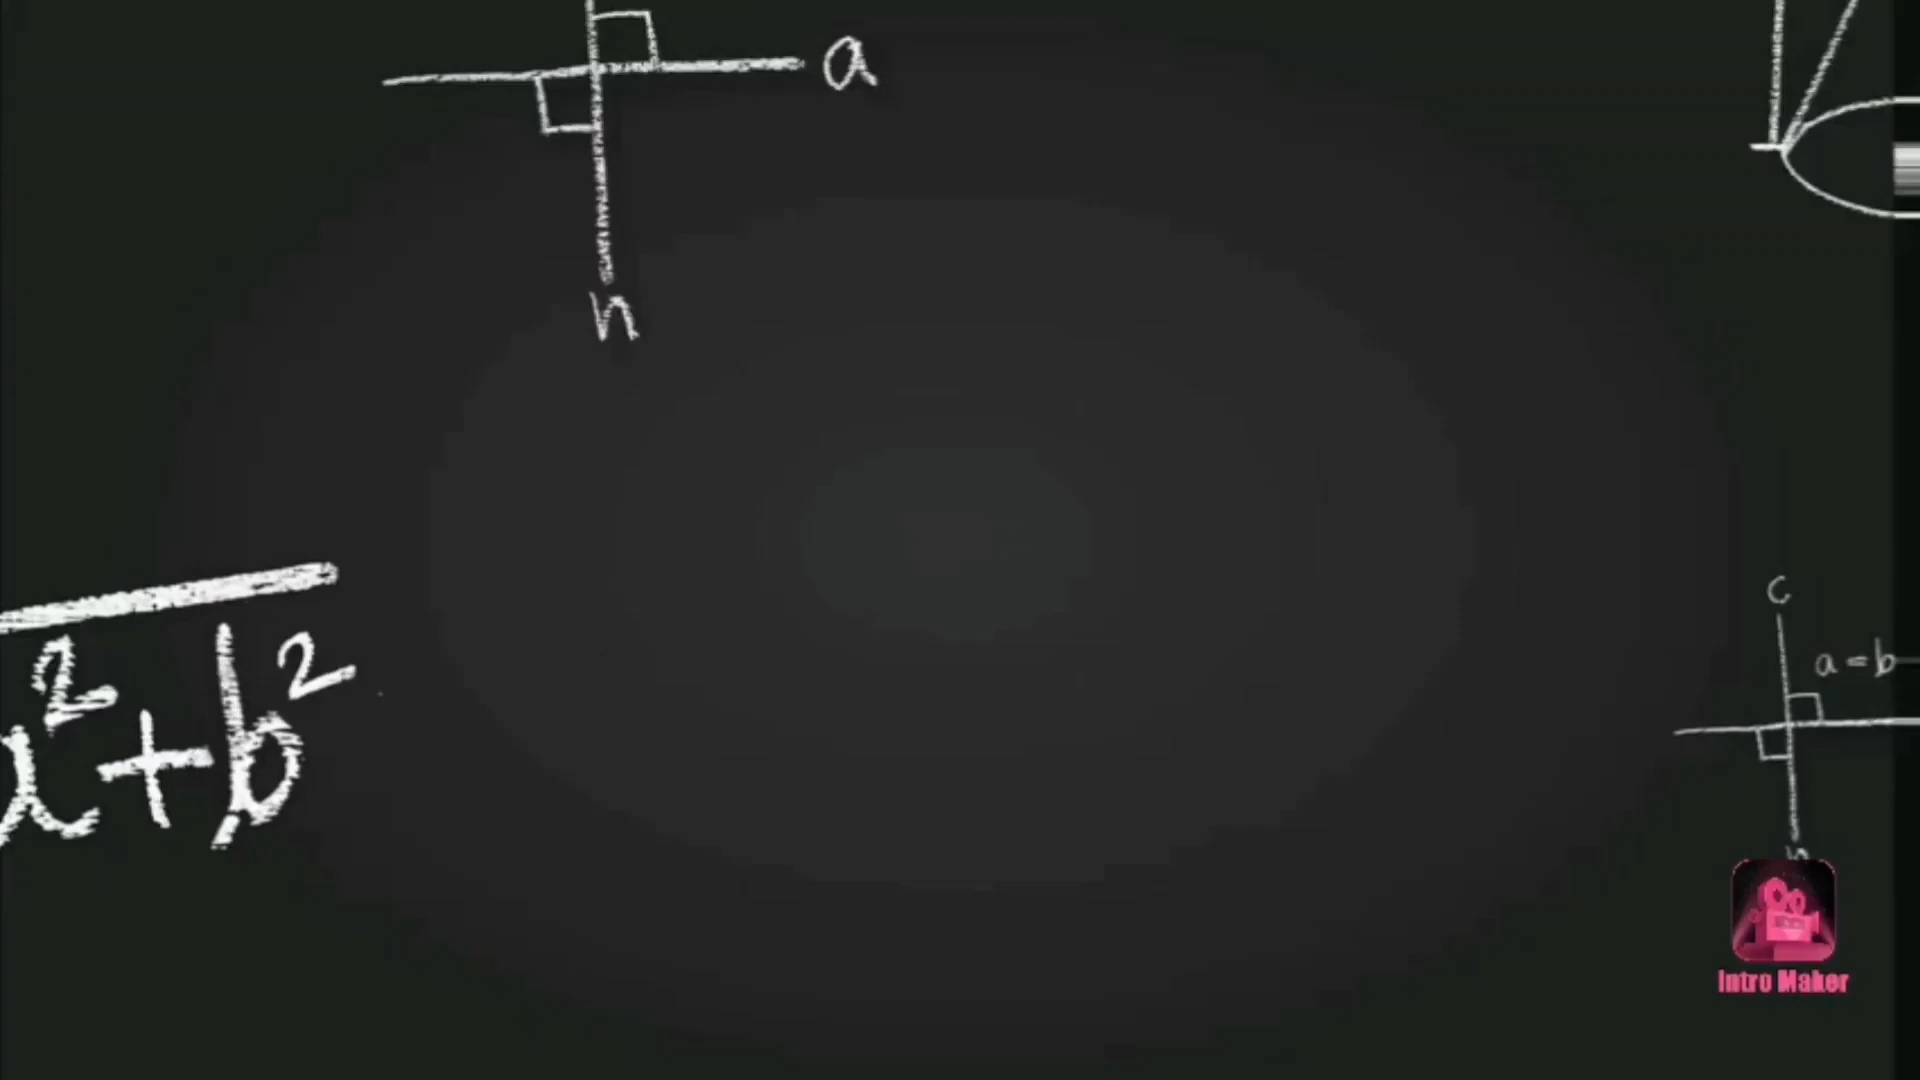 a
n
a²+b²
c
a = b
n
Intro Maker